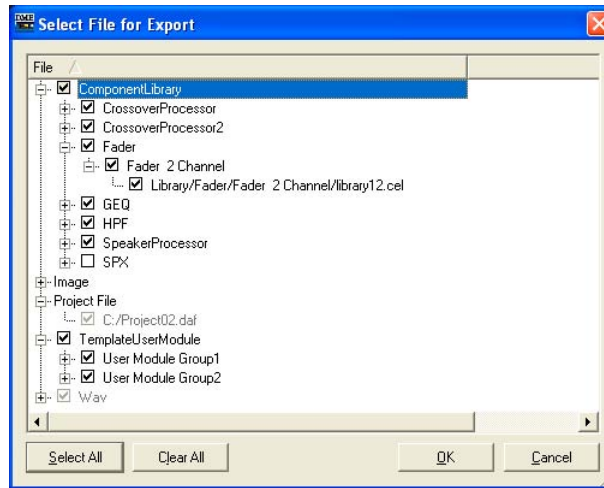 DME
Select File for Export
File
ComponentLibrary
CrossoverProcessor
CrossoverProcessor2
Fader
Fader 2 Channel
Library/Fader/Fader 2 Channel/library12.cel
GEQ
HPF
SpeakerProcessor
SPX
Image
Project File
C:/Project02.daf
TemplateUserModule
User Module Group1
User Module Group2
Wav
Select All Clear All OK Cancel